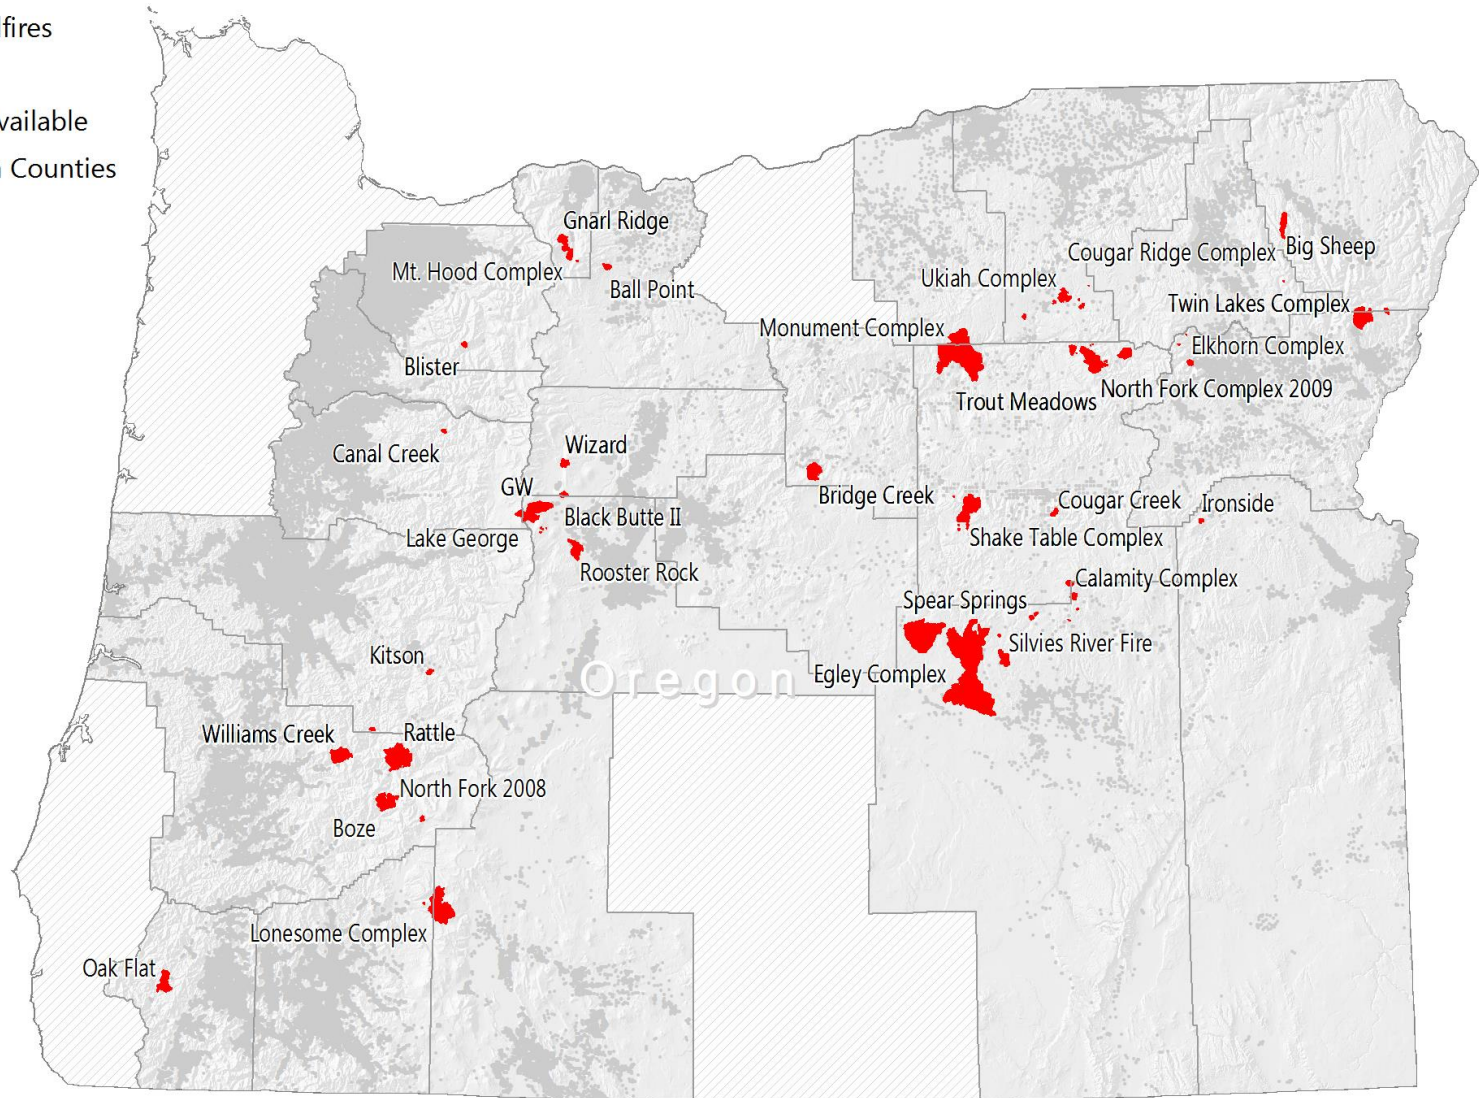 lfires
vailable
Counties
Gnarl Ridge
Mt. Hood Complex
Ball Point
Cougar Ridge Complex
Big Sheep
Ukiah Complex
Twin Lakes Complex
Monument Complex
Elkhorn Complex
Blister
North Fork Complex 2009
Trout Meadows
Canal Creek
Wizard
GW
Bridge Creek
Cougar Creek
Ironside
Black Butte II
Lake George
Shake Table Complex
Rooster Rock
Calamity Complex
Spear Springs
Silvies River Fire
Kitson
Oregon
Egley Complex
Williams Creek
Rattle
North Fork 2008
Boze
Lonesome Complex
Oak Flat